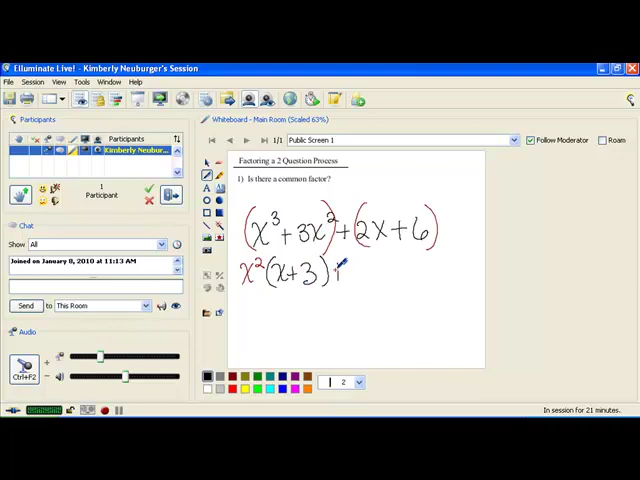 Elluminate Live! - Kimberly Neuburger's Session
File Session View Tools Window Help
Participants
Participants
Kimberly Neubur...
1
Participant
Chat
Show All
Joined on January 8, 2010 at 11:13 AM
Send This Room
Audio
Ctrl+F2
Whiteboard - Main Room (Scaled 63%)
1/1 Public Screen 1 Follow Moderator Roam
Factoring a 2 Question Process
1) Is there a common factor?
(x³ + 3x²) + (2x + 6)
x²(x + 3) +
2
In session for 21 minutes.